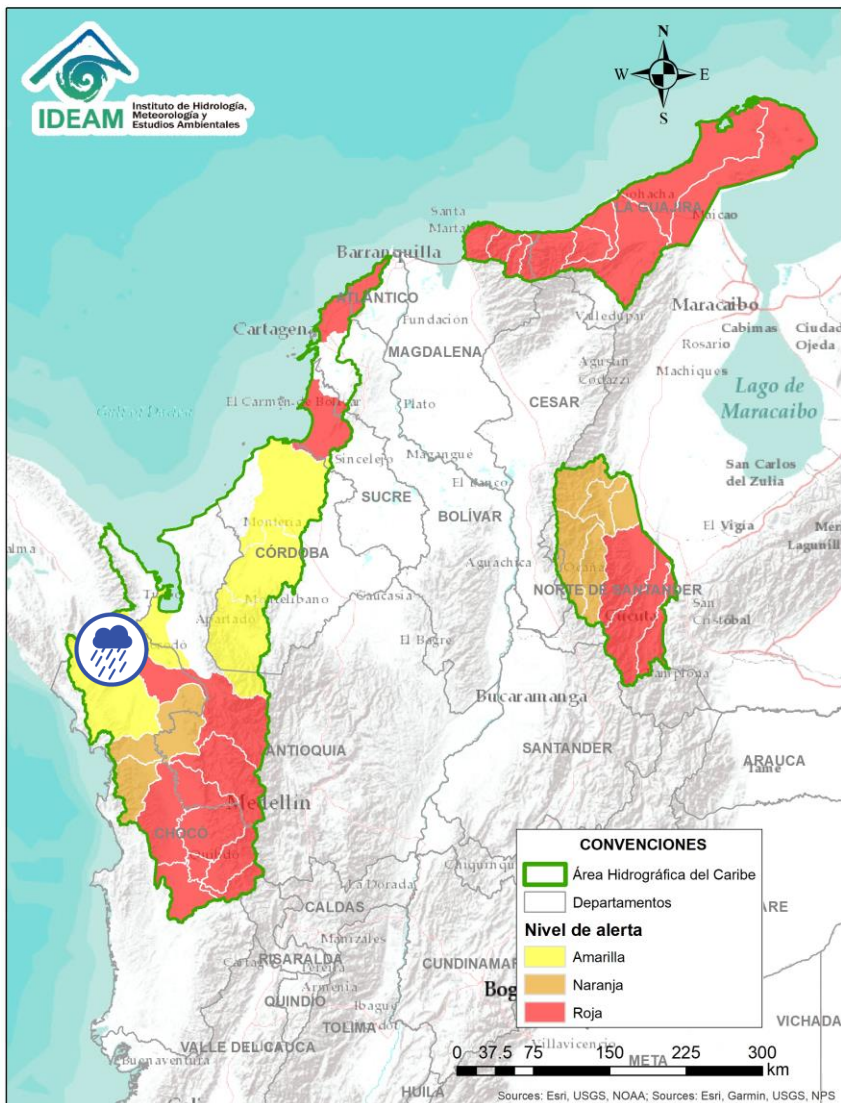 IDEAM
Instituto de Hidrología,
Meteorología y
Estudios Ambientales
N
W
E
S
Santa
Marta
LA GUAJIRA
Maicao
Barranquilla
ATLÁNTICO
Cartagena
Fundación
Valledupar
Maracaibo
Cabimas
Ciudad
Ojeda
Rosario
Machiques
MAGDALENA
Agustín
Codazzi
CESAR
Lago de
Maracaibo
El Carmen de Bolívar
Plato
Sincelejo
Magangue
SUCRE
El Banco
BOLÍVAR
San Carlos
del Zulia
El Vigía
Montería
CÓRDOBA
Aguachica
Ocaña
NORTE DE SANTANDER
Cúcuta
San
Cristóbal
Montelíbano
Caucasia
Apartadó
El Bagre
Bucaramanga
SANTANDER
ARAUCA
Tame
ANTIOQUIA
Medellín
CHOCÓ
Quibdó
La Dorada
CALDAS
Manizales
RISARALDA
Pereira
Armenia
QUINDÍO
Ibagué
TOLIMA
VALLE DEL CAUCA
Buenaventura
HUILA
Villavicencio
META
VICHADA
CONVENCIONES
Área Hidrográfica del Caribe
Departamentos
Nivel de alerta
Amarilla
Naranja
Roja
0 37.5 75 150 225 300
km
Sources: Esri, USGS, NOAA; Sources: Esri, Garmin, USGS, NPS